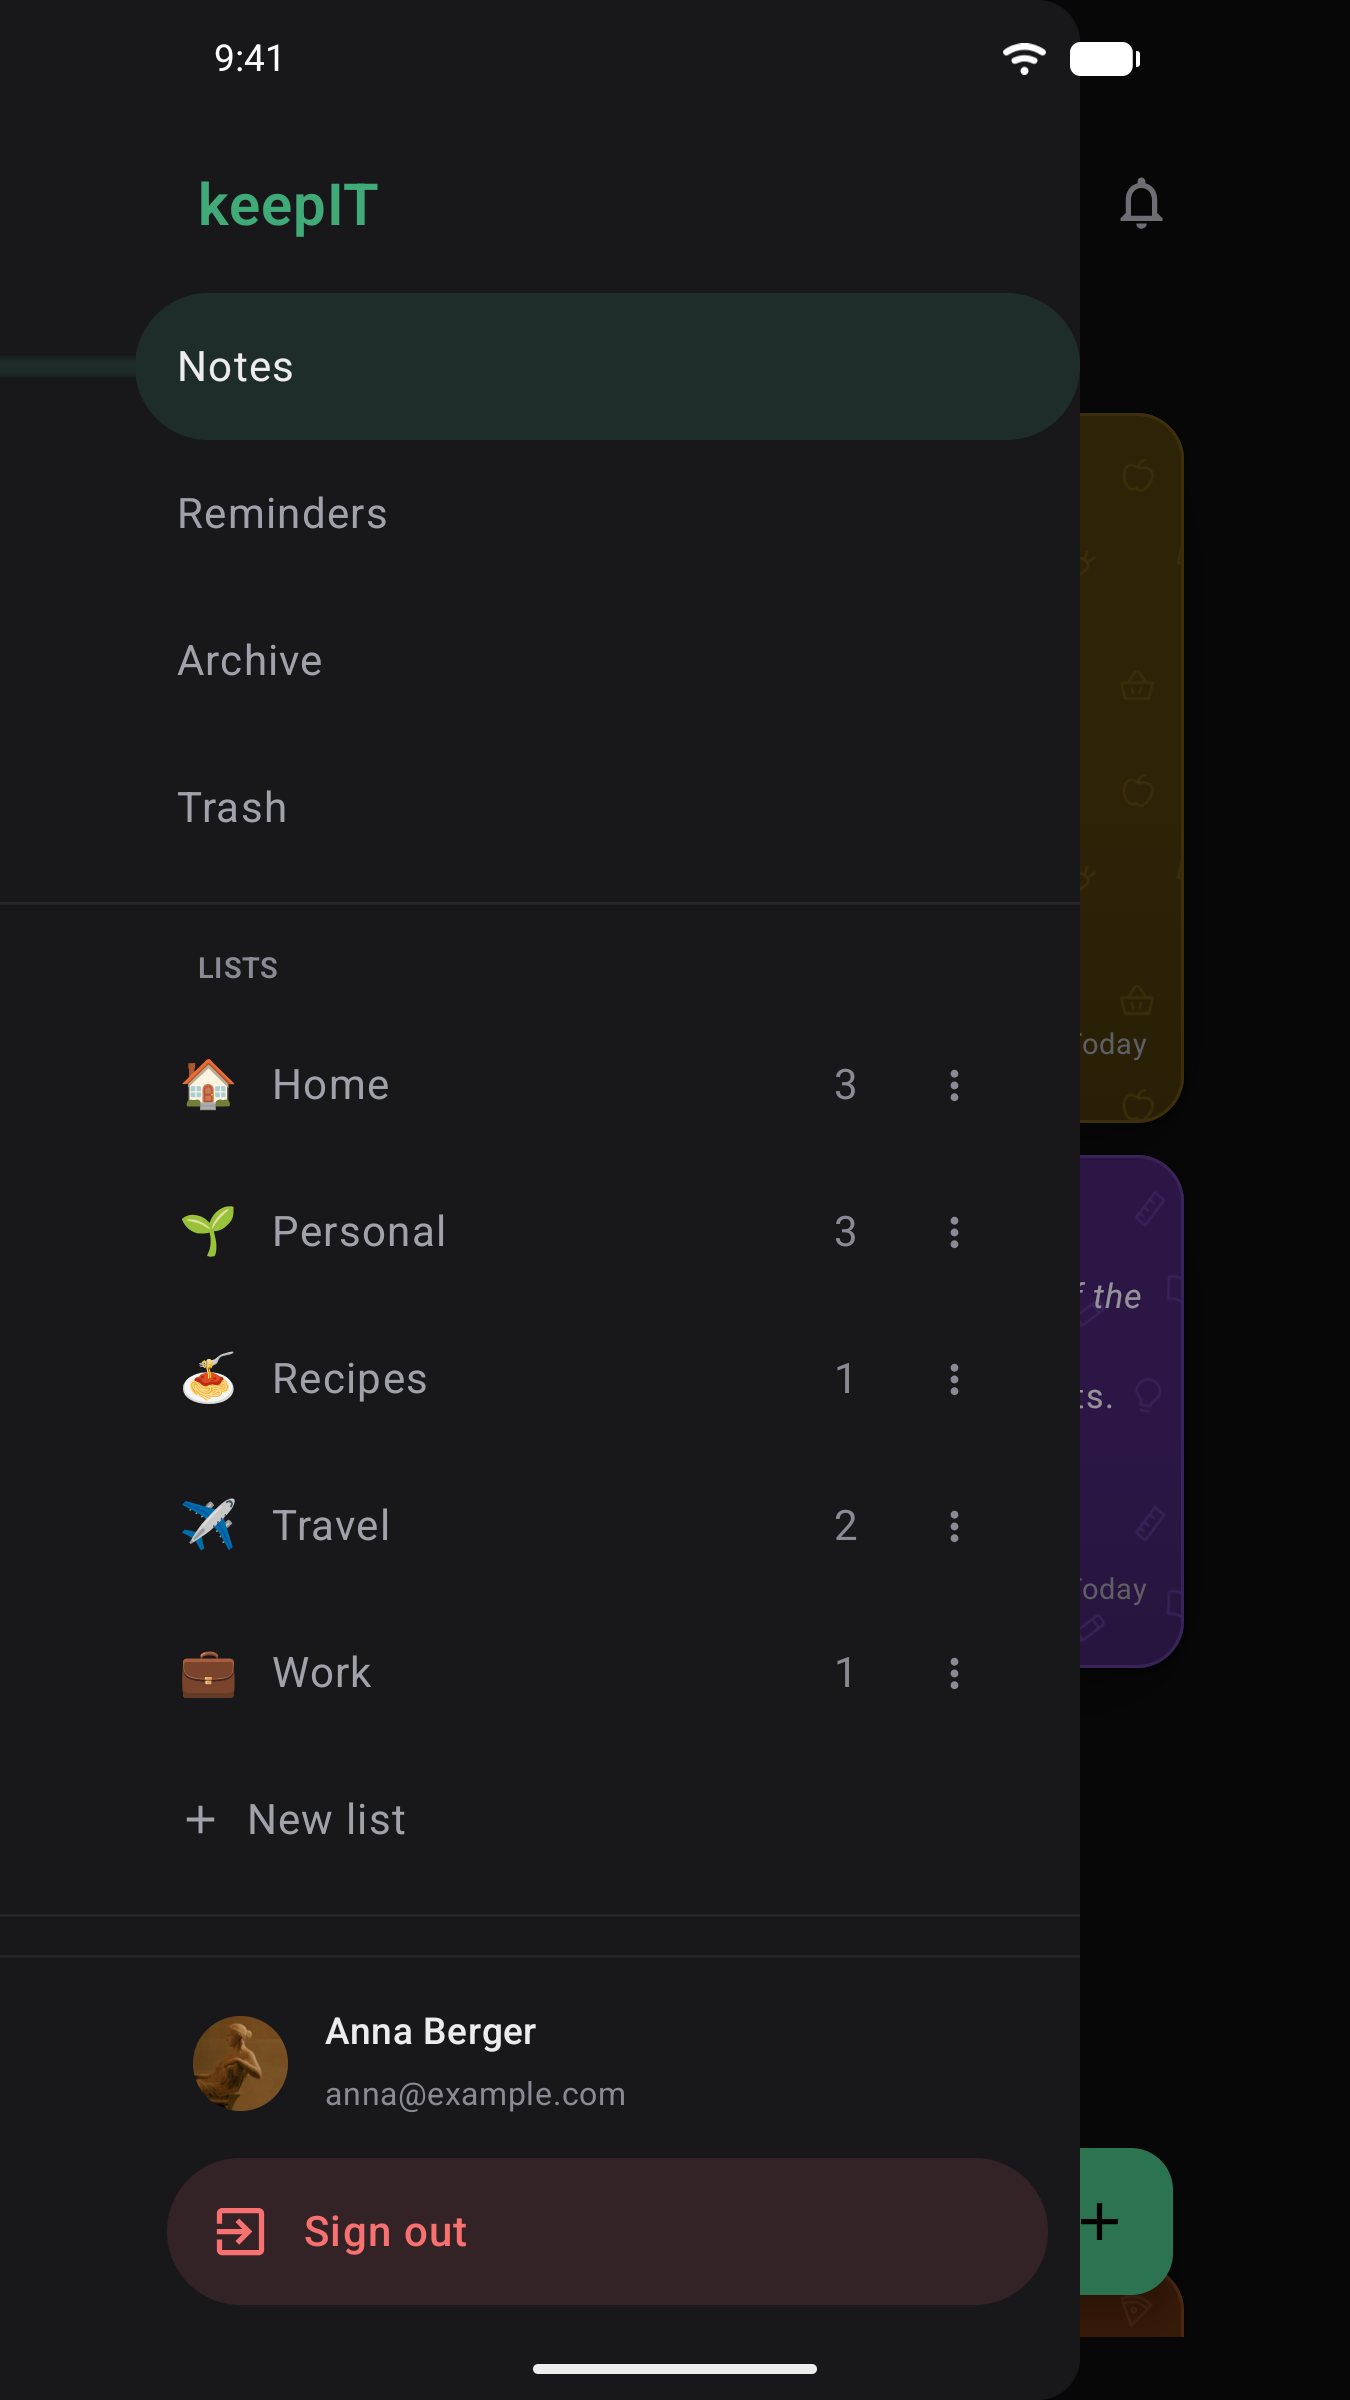 9:41
keepIT
Notes
Reminders
Archive
Trash
LISTS
Home 3
Personal 3
Recipes 1
Travel 2
Work 1
+ New list
the
Anna Berger
anna@example.com
Sign out